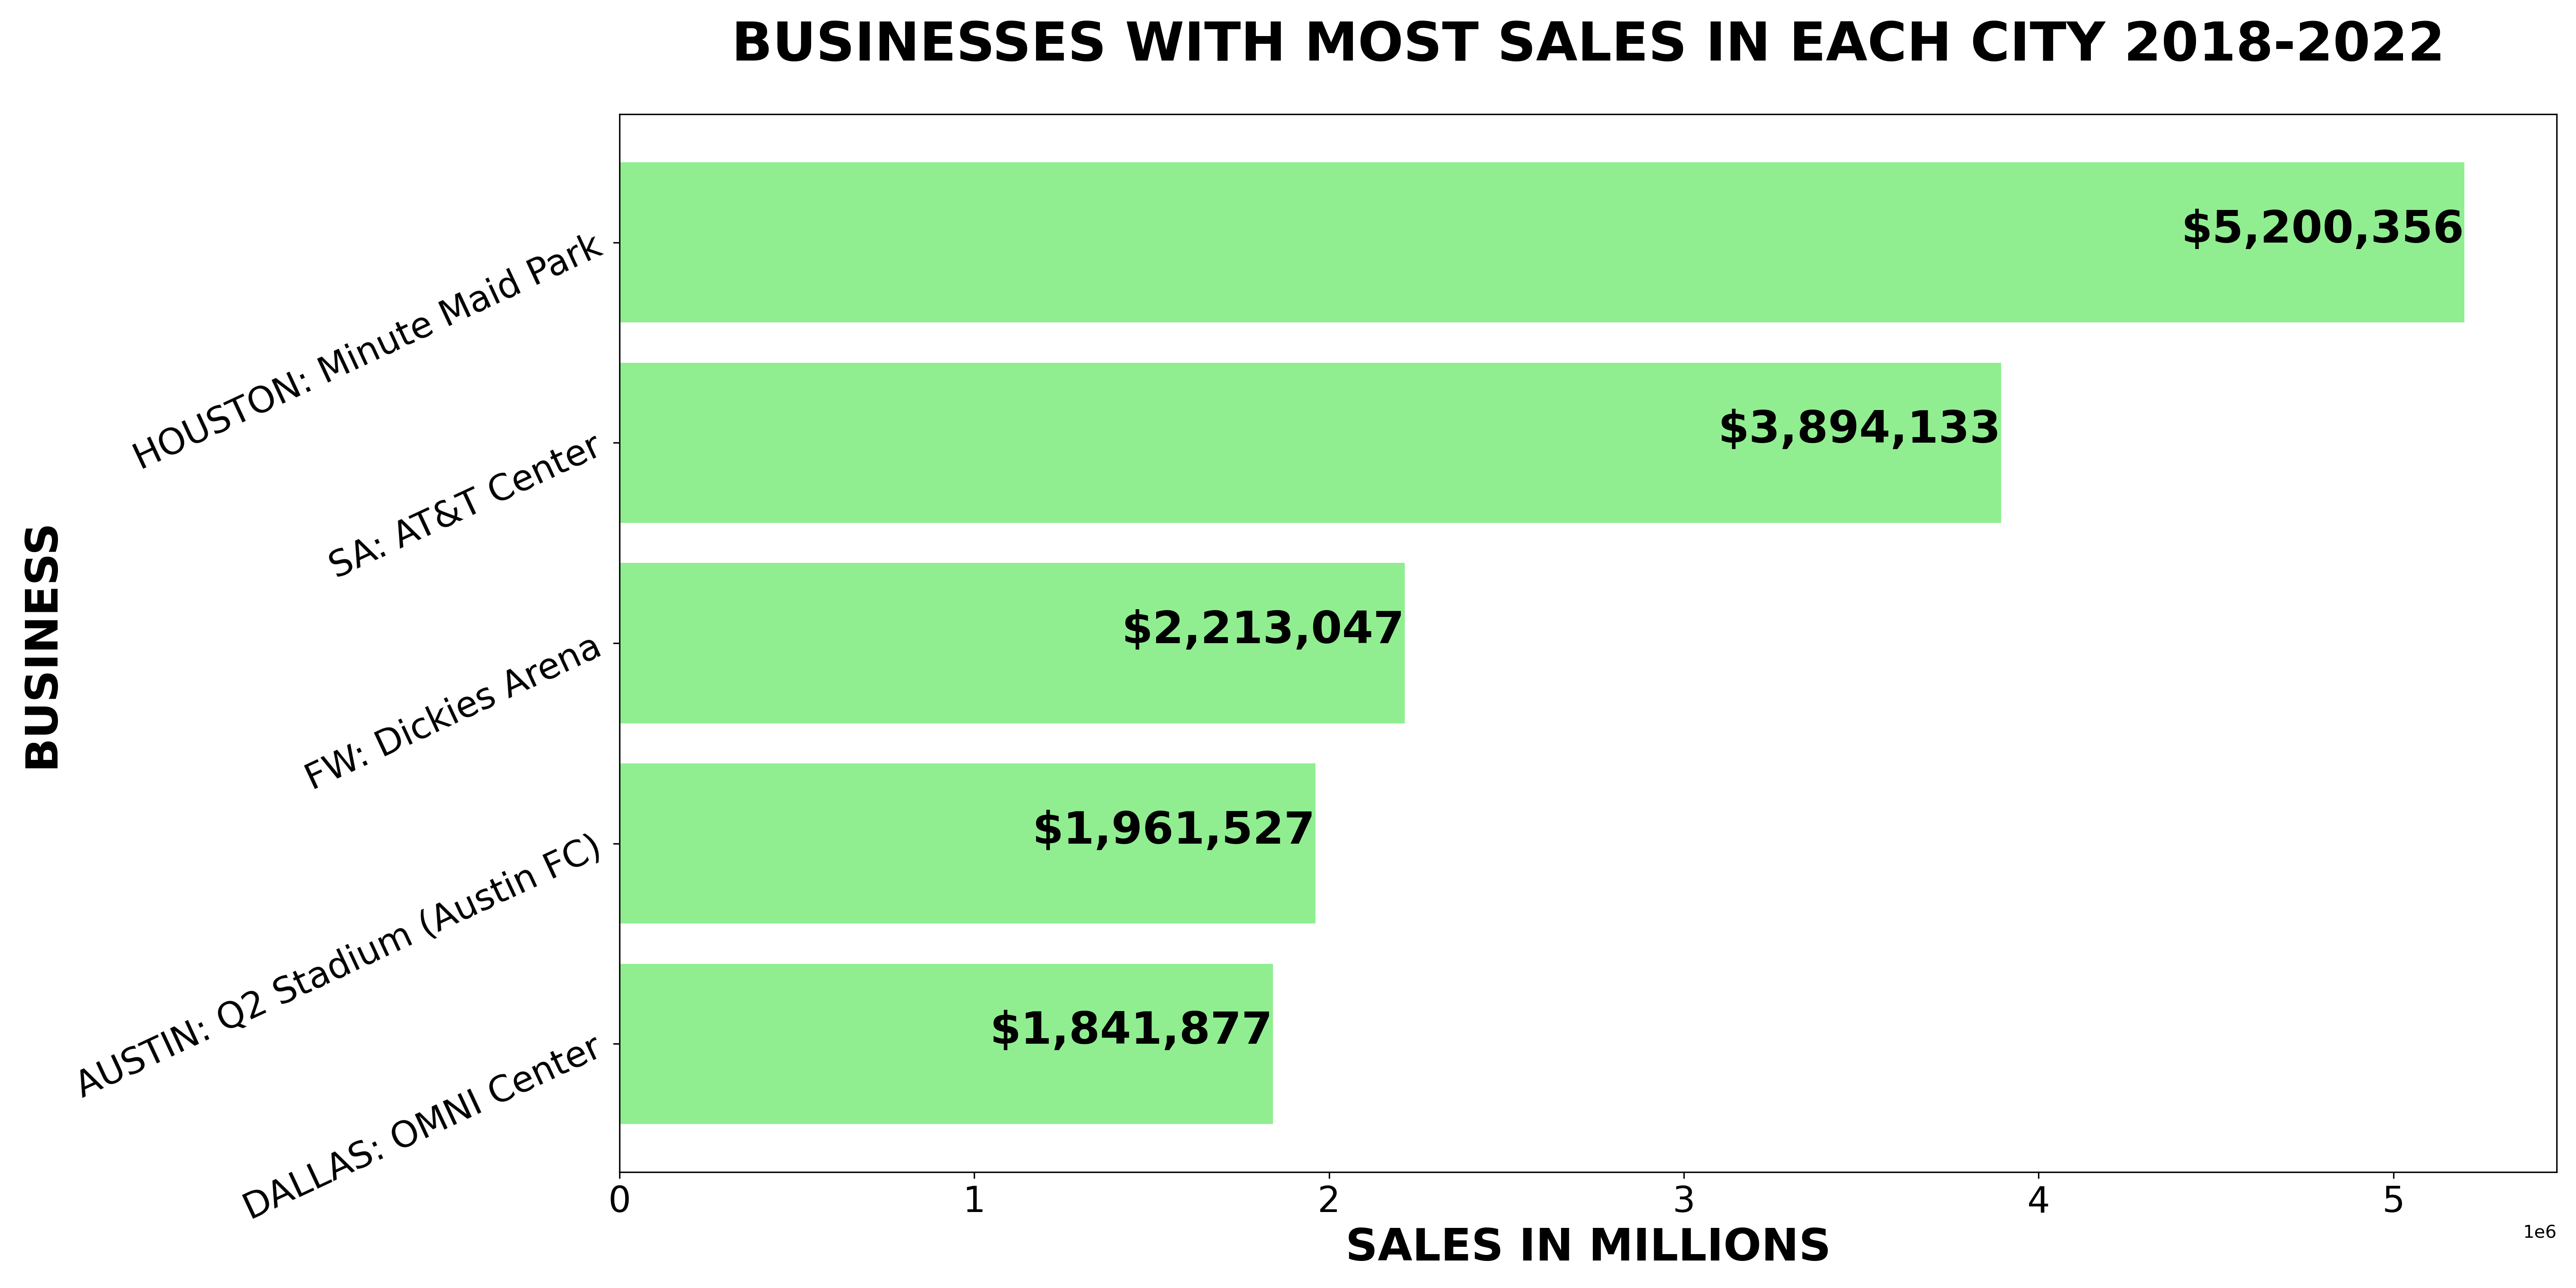 BUSINESSES WITH MOST SALES IN EACH CITY 2018-2022
BUSINESS
HOUSTON: Minute Maid Park
$5,200,356
SA: AT&T Center
$3,894,133
FW: Dickies Arena
$2,213,047
AUSTIN: Q2 Stadium (Austin FC)
$1,961,527
DALLAS: OMNI Center
$1,841,877
0 1 2 3 4 5
1e6
SALES IN MILLIONS